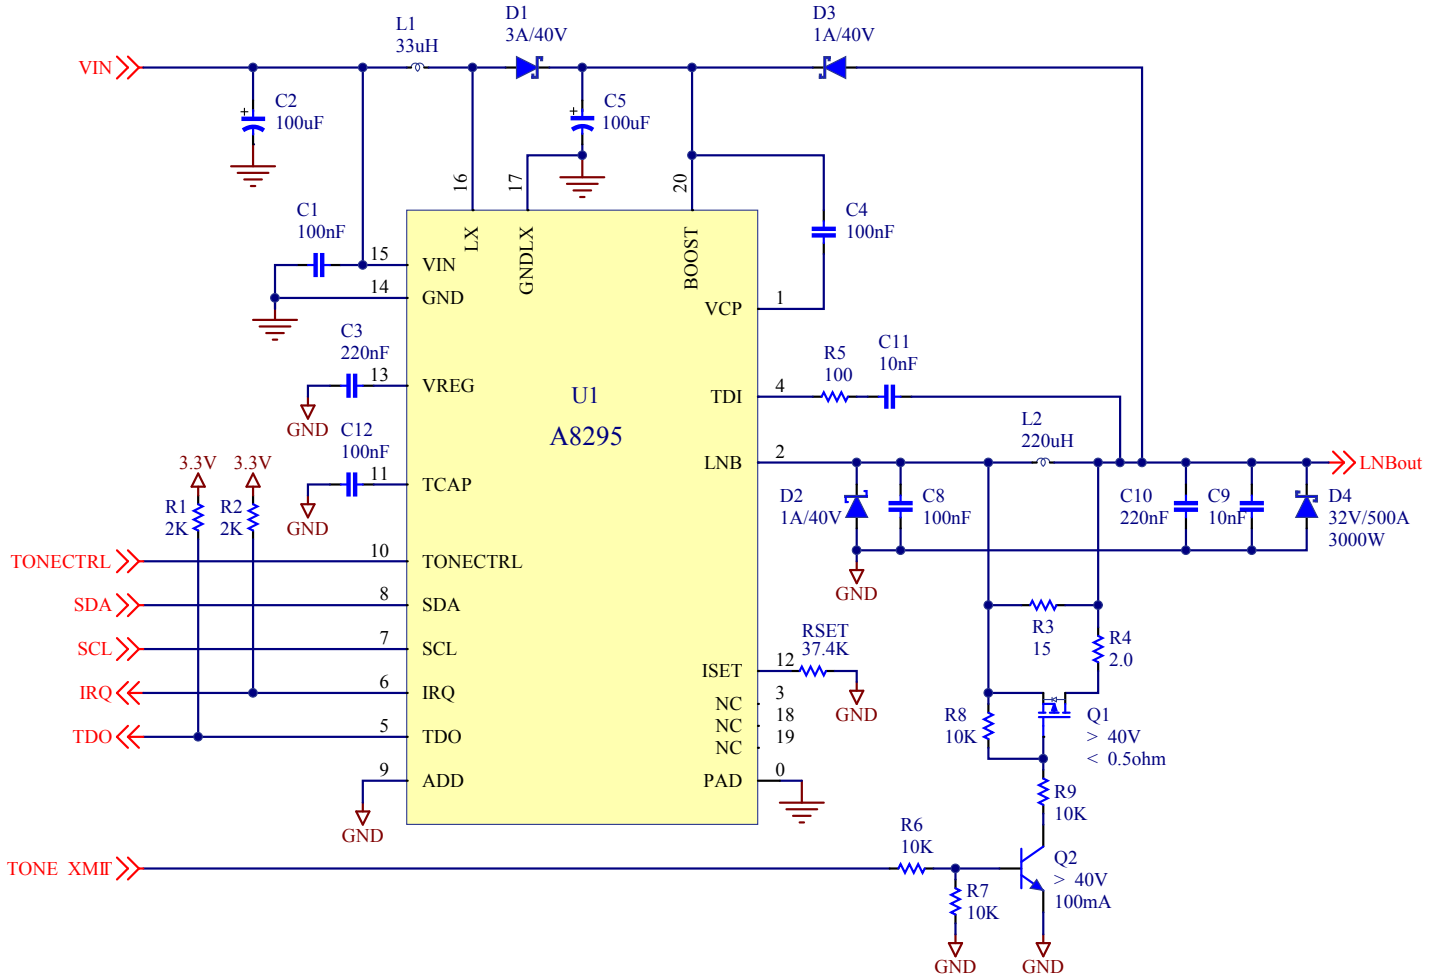 L1
33uH
D1
3A/40V
D3
1A/40V
VIN
+
C2
100uF
+
C5
100uF
16
17
20
C1
100nF
C4
100nF
LX
GNDLX
BOOST
15
VIN
14
GND
VCP
1
C3
220nF
13
VREG
GND
C12
100nF
11
TCAP
GND
U1
A8295
R5
100
C11
10nF
TDI
4
L2
220uH
LNB
2
LNBout
3.3V
3.3V
R1
2K
R2
2K
D2
1A/40V
C8
100nF
C10
220nF
C9
10nF
D4
32V/500A
3000W
GND
TONECTRL
10
TONECTRL
SDA
8
SDA
SCL
7
SCL
IRQ
6
IRQ
TDO
5
TDO
9
ADD
GND
RSET
37.4K
ISET
12
GND
NC
3
NC
18
NC
19
PAD
0
R3
15
R4
2.0
R8
10K
Q1
> 40V
< 0.5ohm
R9
10K
TONE XMIT
R6
10K
R7
10K
Q2
> 40V
100mA
GND
GND